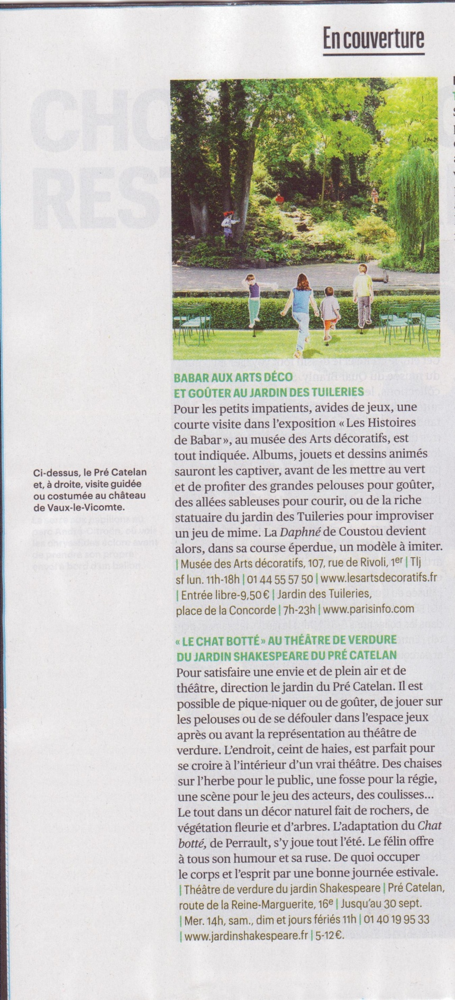 En couverture
BABAR AUX ARTS DÉCO
ET GOÛTER AU JARDIN DES TUILERIES
Pour les petits impatients, avides de jeux, une
courte visite dans l'exposition «Les Histoires
de Babar», au musée des Arts décoratifs, est
tout indiquée. Albums, jouets et dessins animés
sauront les captiver, avant de les mettre au vert
et de profiter des grandes pelouses pour goûter,
des allées sableuses pour courir, ou de la riche
statuaire du jardin des Tuileries pour improviser
un jeu de mime. La Daphné de Coustou devient
alors, dans sa course éperdue, un modèle à imiter.
| Musée des Arts décoratifs, 107, rue de Rivoli, 1er | Tlj
sf lun. 11h-18h | 01 44 55 57 50 | www.lesartsdecoratifs.fr
| Entrée libre-9,50€ | Jardin des Tuileries,
place de la Concorde | 7h-23h | www.parisinfo.com
Ci-dessus, le Pré Catelan
et, à droite, visite guidée
ou costumée au château
de Vaux-le-Vicomte.
« LE CHAT BOTTÉ» AU THÉÂTRE DE VERDURE
DU JARDIN SHAKESPEARE DU PRÉ CATELAN
Pour satisfaire une envie et de plein air et de
théâtre, direction le jardin du Pré Catelan. Il est
possible de pique-niquer ou de goûter, de jouer sur
les pelouses ou de se défouler dans l'espace jeux
après ou avant la représentation au théâtre de
verdure. L'endroit, ceint de haies, est parfait pour
se croire à l'intérieur d'un vrai théâtre. Des chaises
sur l'herbe pour le public, une fosse pour la régie,
une scène pour le jeu des acteurs, des coulisses...
Le tout dans un décor naturel fait de rochers, de
végétation fleurie et d'arbres. L'adaptation du Chat
botté, de Perrault, s'y joue tout l'été. Le félin offre
à tous son humour et sa ruse. De quoi occuper
le corps et l'esprit par une bonne journée estivale.
| Théâtre de verdure du jardin Shakespeare | Pré Catelan,
route de la Reine-Marguerite, 16e | Jusqu'au 30 sept.
| Mer. 14h, sam., dim et jours fériés 11h | 01 40 19 95 33
| www.jardinshakespeare.fr | 5-12€.